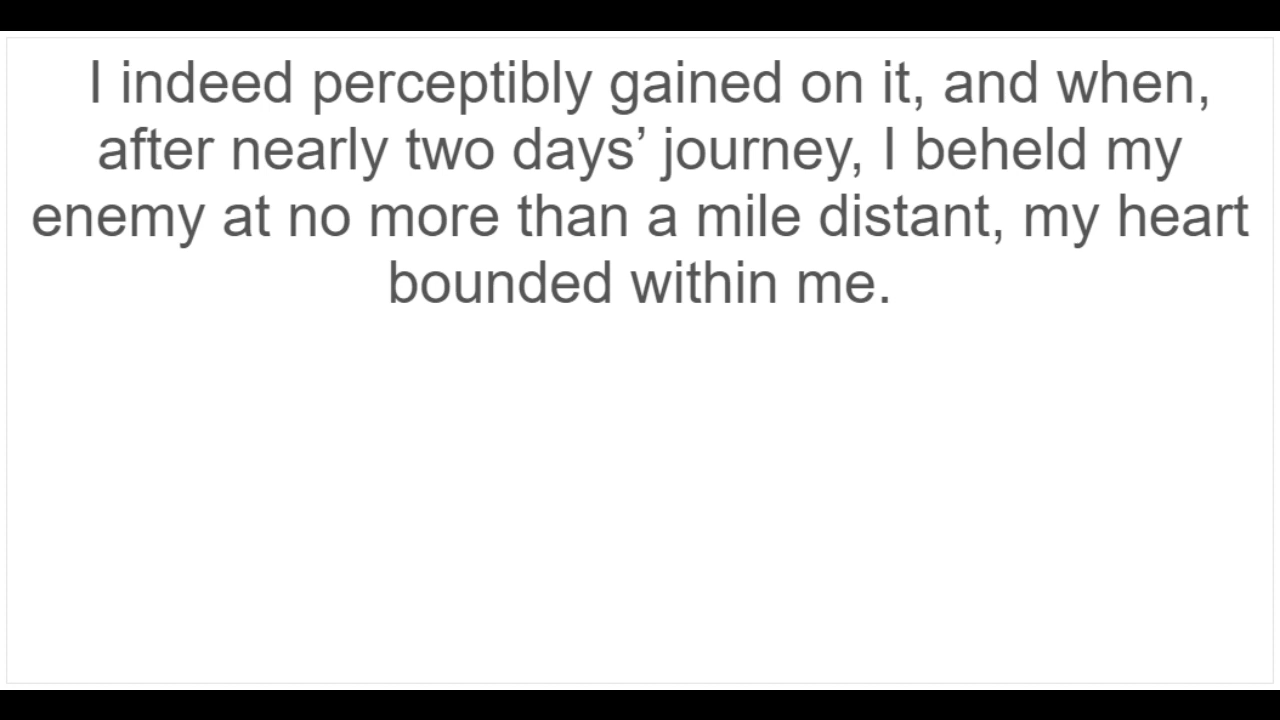 I indeed perceptibly gained on it, and when,
after nearly two days’ journey, I beheld my
enemy at no more than a mile distant, my heart
bounded within me.